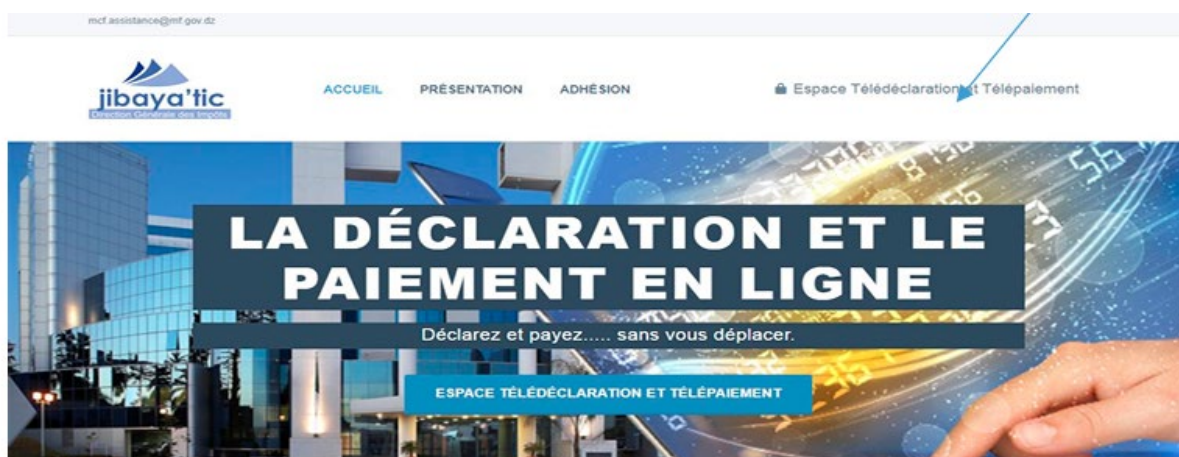 mcf.assistance@mf.gov.dz
jibaya'tic
Direction Générale des Impôts
ACCUEIL PRÉSENTATION ADHÉSION Espace Télédéclaration et Télépaiement
LA DÉCLARATION ET LE
PAIEMENT EN LIGNE
Déclarez et payez..... sans vous déplacer.
ESPACE TÉLÉDÉCLARATION ET TÉLÉPAIEMENT